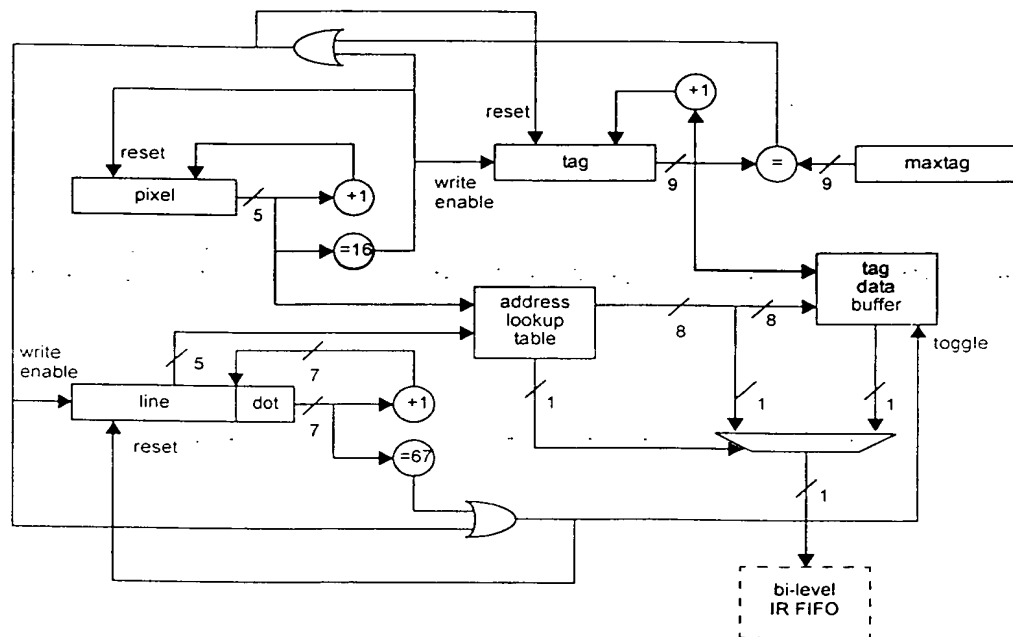 reset
+1
tag
=
maxtag
9
9
write
enable
reset
pixel
5
+1
=16
address
lookup
table
8
8
tag
data
buffer
toggle
write
enable
5
7
line
dot
7
+1
1
1
1
reset
=67
1
bi-level
IR FIFO